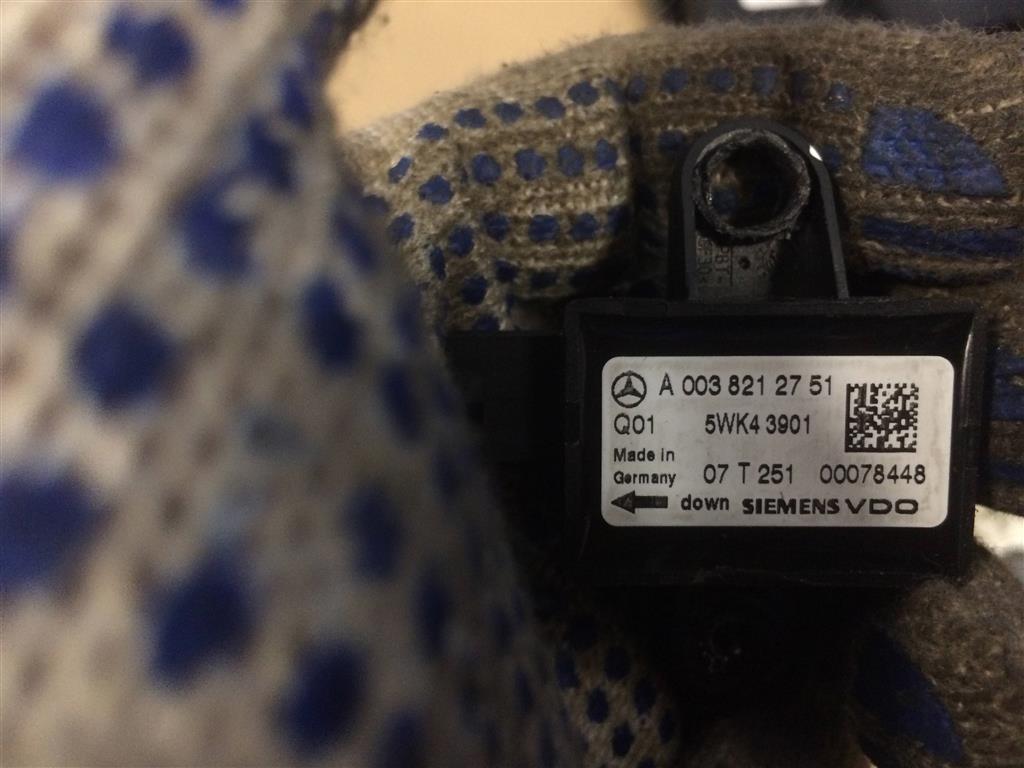 A 003 821 27 51
Q01 5WK4 3901
Made in
Germany 07 T 251 00078448
down SIEMENS VDO